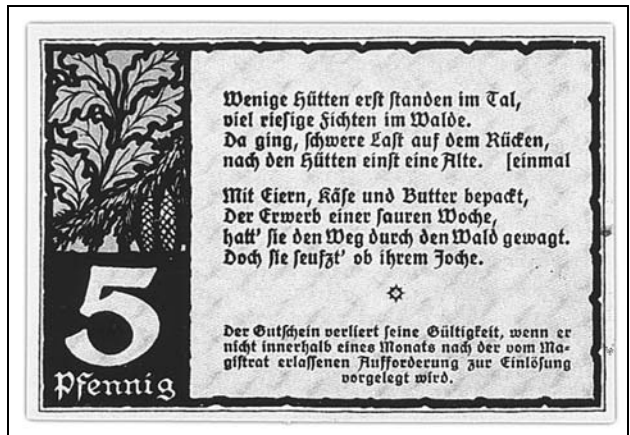 Wenige Hütten erst standen im Tal,
viel riesige Fichten im Walde.
Da ging, schwere Last auf dem Rücken,
nach den Hütten einst eine Alte. [einmal
Mit Eiern, Käse und Butter bepackt,
Der Erwerb einer sauren Woche,
hatt' sie den Weg durch den Wald gewagt.
Doch sie seufzt' ob ihrem Joche.
Der Gutschein verliert seine Gültigkeit, wenn er
nicht innerhalb eines Monats nach der vom Ma-
gistrat erlassenen Aufforderung zur Einlösung
vorgelegt wird.
5
Pfennig